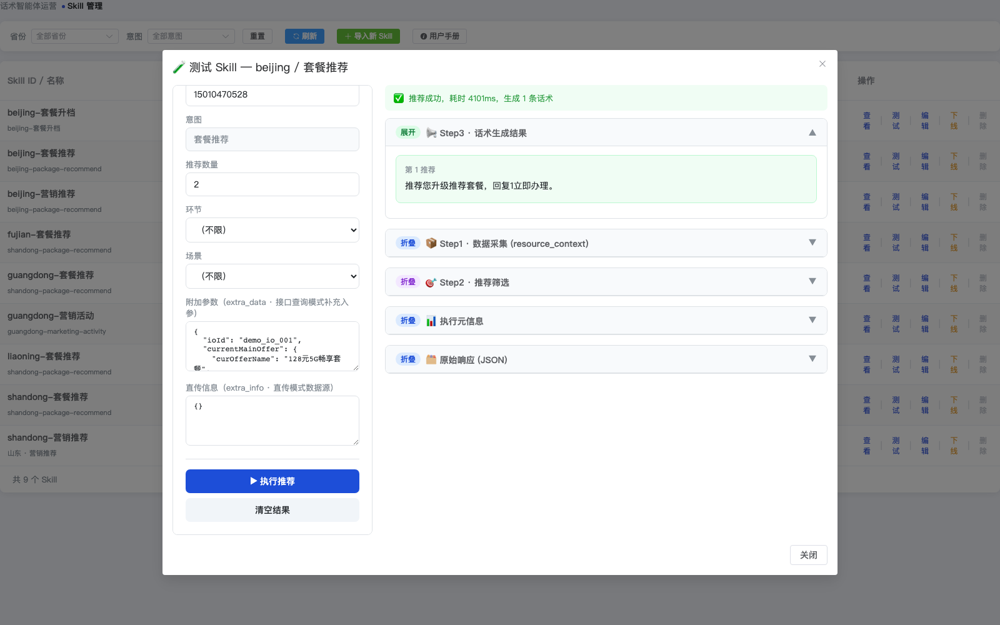 话术智能体运营 • Skill 管理
省份 全部省份 意图 全部意图 重置 刷新 导入新 Skill 用户手册
Skill ID / 名称
操作
beijing-套餐升档
beijing-套餐升档
查看 测试 编辑 下线 删除
beijing-套餐推荐
beijing-package-recommend
查看 测试 编辑 下线 删除
beijing-营销推荐
beijing-package-recommend
查看 测试 编辑 下线 删除
fujian-套餐推荐
shandong-package-recommend
查看 测试 编辑 下线 删除
guangdong-套餐推荐
shandong-package-recommend
查看 测试 编辑 下线 删除
guangdong-营销活动
guangdong-marketing-activity
查看 测试 编辑 下线 删除
liaoning-套餐推荐
shandong-package-recommend
查看 测试 编辑 下线 删除
shandong-套餐推荐
shandong-package-recommend
查看 测试 编辑 下线 删除
shandong-营销推荐
山东 · 营销推荐
查看 测试 编辑 下线 删除
共 9 个 Skill
测试 Skill — beijing / 套餐推荐
15010470528
意图
套餐推荐
推荐数量
2
环节
（不限）
场景
（不限）
附加参数（extra_data · 接口查询模式补充入
参）
{
"ioId": "demo_io_001",
"currentMainOffer": {
"curOfferName": "128元5G畅享套
餐",
直传信息（extra_info · 直传模式数据源）
{}
▶ 执行推荐
清空结果
推荐成功，耗时 4101ms，生成 1 条话术
展开 Step3 · 话术生成结果 ▲
第 1 推荐
推荐您升级推荐套餐，回复1立即办理。
折叠 Step1 · 数据采集 (resource_context) ▼
折叠 Step2 · 推荐筛选 ▼
折叠 执行元信息 ▼
折叠 原始响应 (JSON) ▼
关闭